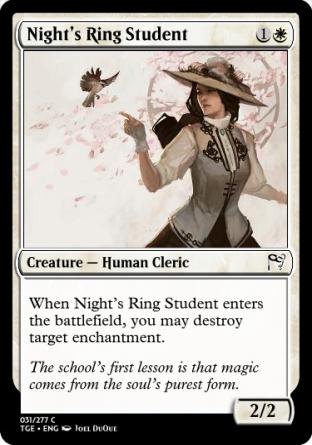 Night's Ring Student 1
Creature — Human Cleric
When Night's Ring Student enters
the battlefield, you may destroy
target enchantment.
The school's first lesson is that magic
comes from the soul's purest form.
031/277 C
TGE • ENG Joel DuQue
2/2